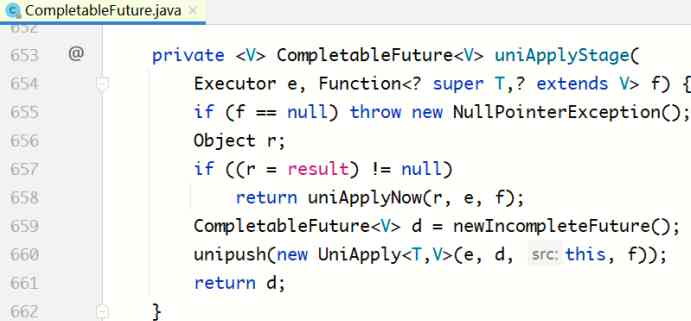 CompletableFuture.java ×
652
653 @ private <V> CompletableFuture<V> uniApplyStage(
654 Executor e, Function<? super T,? extends V> f) {
655 if (f == null) throw new NullPointerException();
656 Object r;
657 if ((r = result) != null)
658 return uniApplyNow(r, e, f);
659 CompletableFuture<V> d = newIncompleteFuture();
660 unipush(new UniApply<T,V>(e, d, src: this, f));
661 return d;
662 }